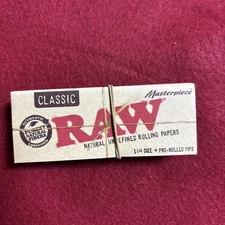 Masterpiece
CLASSIC
RAW
NATURAL UNREFINED ROLLING PAPERS
1¼ SIZE + PRE-ROLLED TIPS